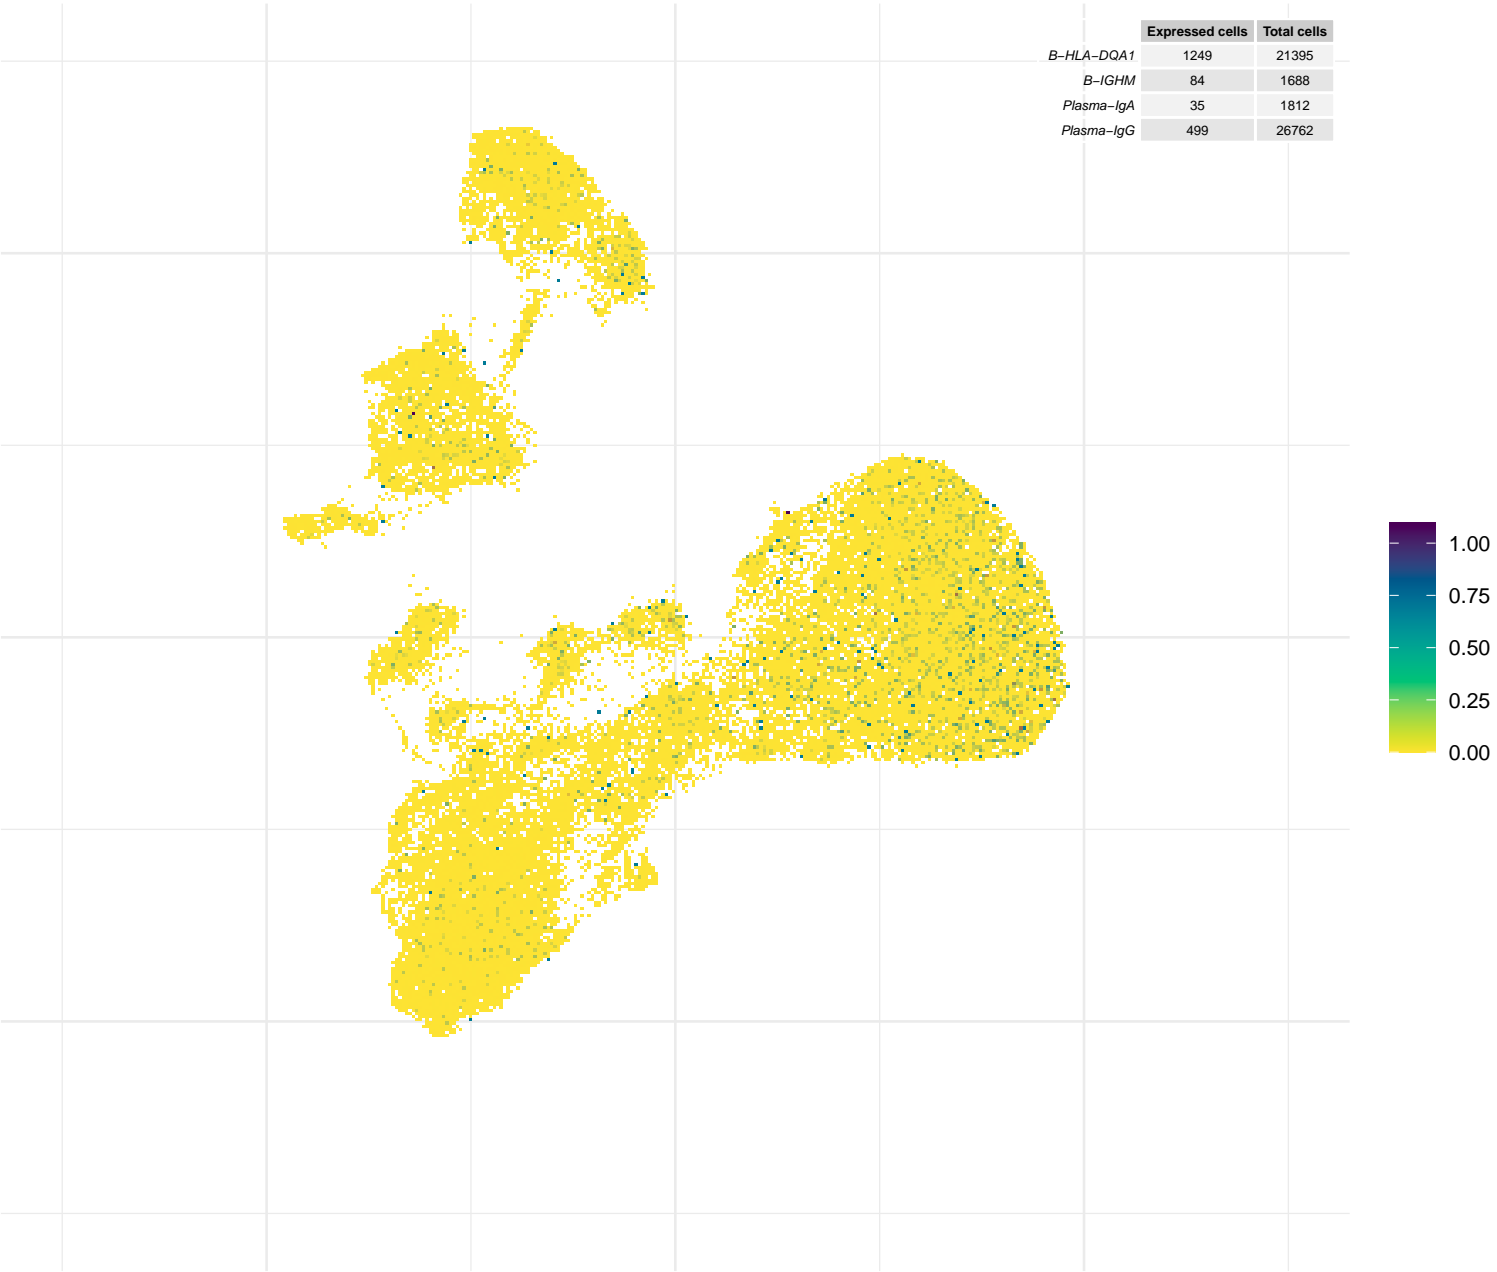 Expressed cells Total cells
B−HLA−DQA1 1249 21395
B−IGHM 84 1688
Plasma−IgA 35 1812
Plasma−IgG 499 26762
1.00
0.75
0.50
0.25
0.00